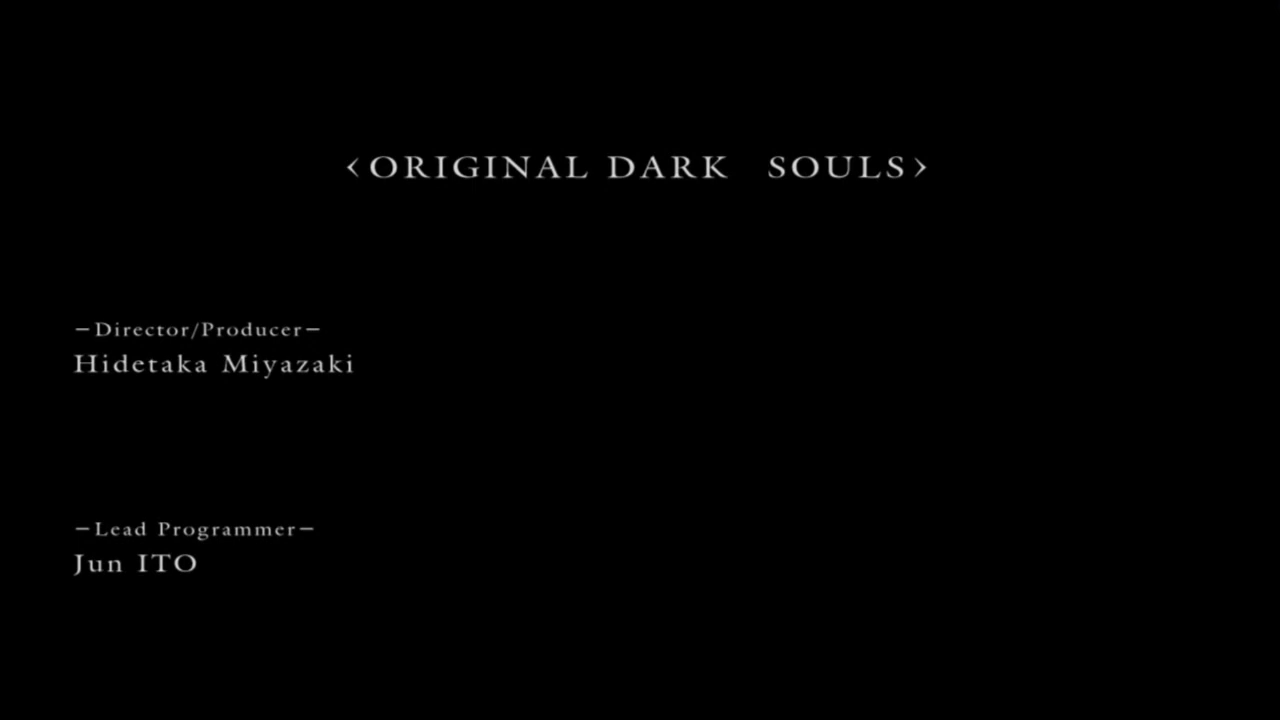 ‹ORIGINAL DARK  SOULS›
−Director/Producer−
Hidetaka Miyazaki
−Lead Programmer−
Jun ITO